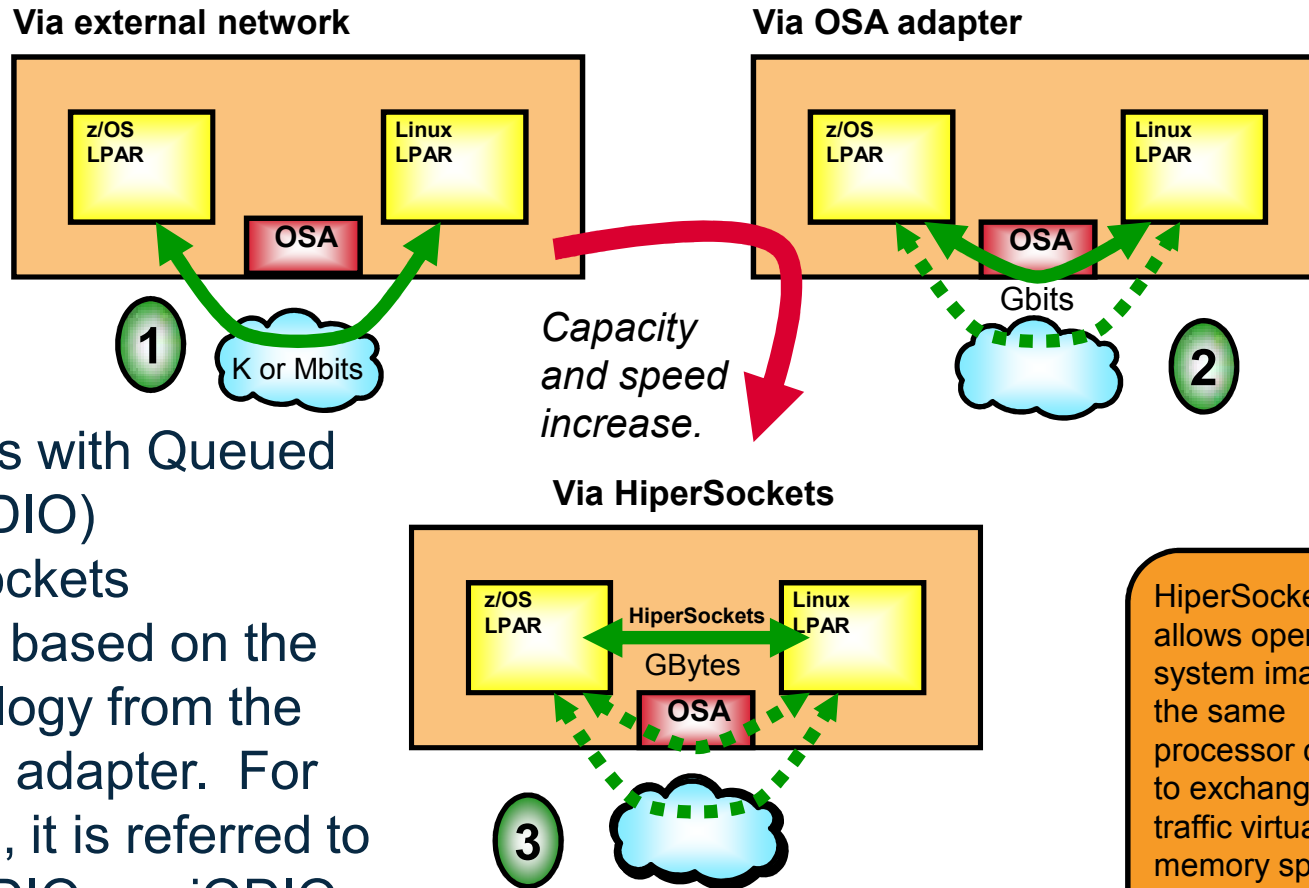 Via external network
z/OS
LPAR
Linux
LPAR
OSA
1
K or Mbits
Via OSA adapter
z/OS
LPAR
Linux
LPAR
OSA
Gbits
2
Capacity
and speed
increase.
s with Queued
DIO)
ockets
based on the
logy from the
adapter. For
, it is referred to
DIO
iQDIO
Via HiperSockets
z/OS
LPAR
HiperSockets
Linux
LPAR
GBytes
OSA
3
HiperSocke
allows oper
system ima
the same
processor c
to exchang
traffic virtua
memory sp